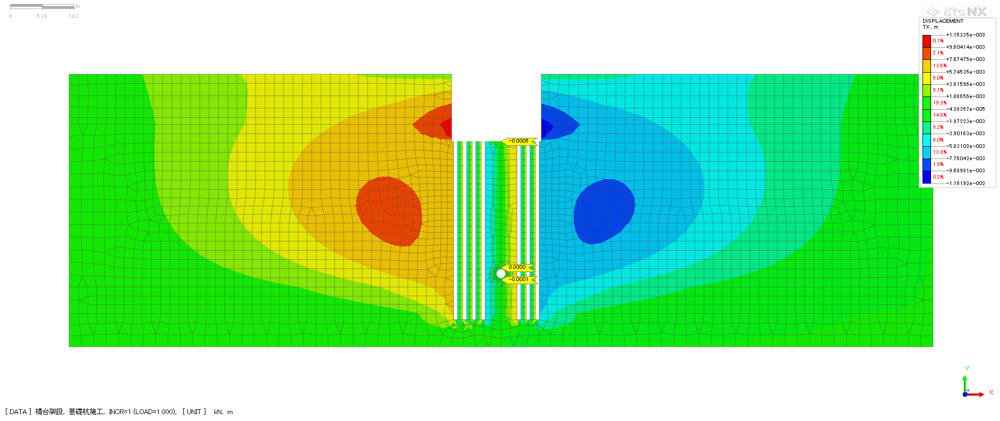 m
0 5.16 10.3
midas
GTS NX
DISPLACEMENT
TX , m
+1.15335e-002
0.1%
+9.60414e-003
2.1%
+7.67475e-003
13.6%
+5.74535e-003
8.0%
+3.81596e-003
9.1%
+1.88656e-003
19.2%
-4.28357e-005
14.8%
-1.97223e-003
9.3%
-3.90163e-003
8.0%
-5.83102e-003
13.8%
-7.76042e-003
1.9%
-9.68981e-003
0.2%
-1.16192e-002
-0.0005
0.0000
-0.0001
Y
Z
X
[ DATA ] 橋台架設, 基礎杭施工, INCR=1 (LOAD=1.000), [ UNIT ] kN, m